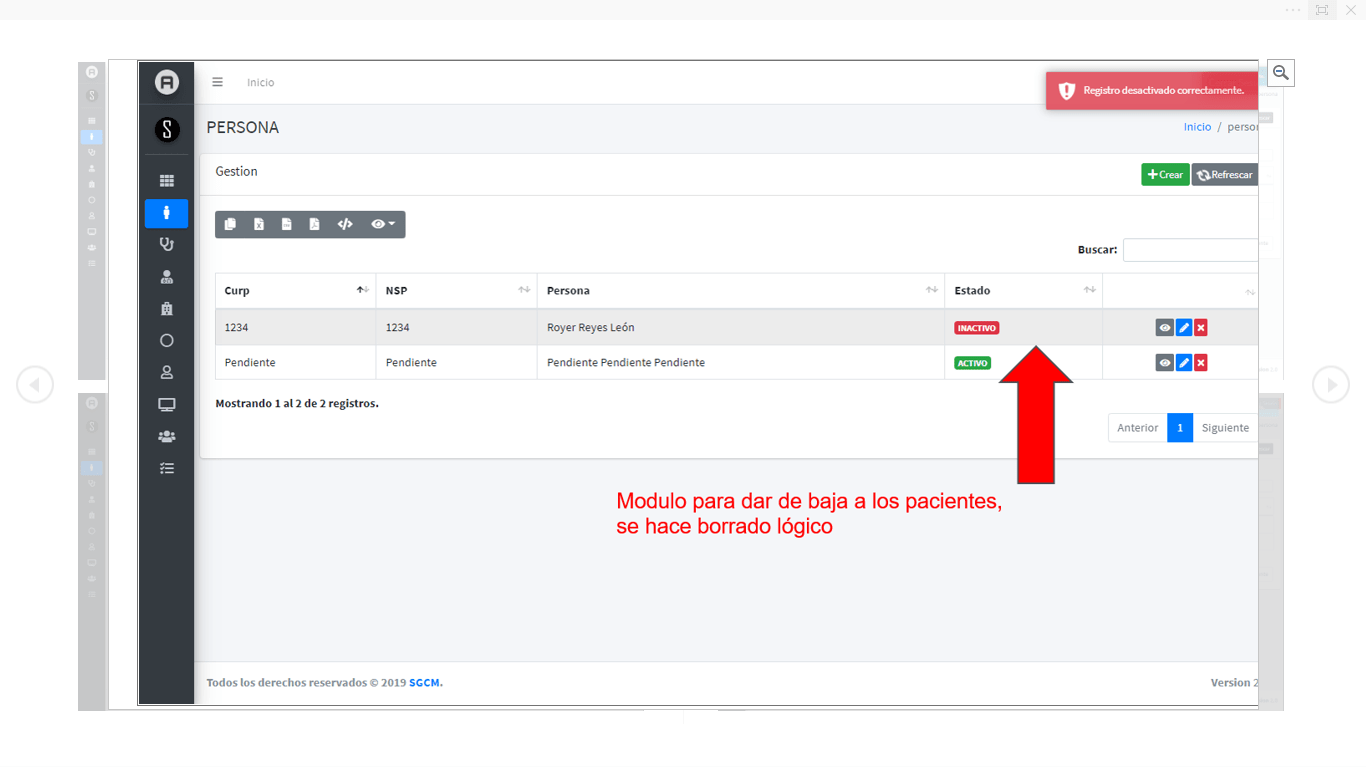 Inicio
Registro desactivado correctamente.
PERSONA
Inicio / perso
Gestion
Crear
Refrescar
Buscar:
Curp NSP Persona Estado
1234 1234 Royer Reyes León INACTIVO
Pendiente Pendiente Pendiente Pendiente Pendiente ACTIVO
Mostrando 1 al 2 de 2 registros.
Anterior 1 Siguiente
Modulo para dar de baja a los pacientes,
se hace borrado lógico
Todos los derechos reservados © 2019 SGCM.
Version 2